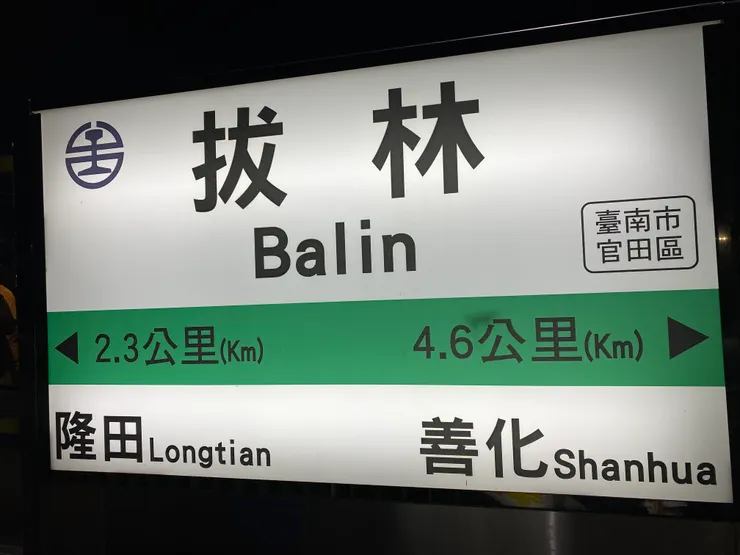 拔林
Balin
臺南市
官田區
2.3公里(Km)
4.6公里(Km)
隆田Longtian
善化Shanhua